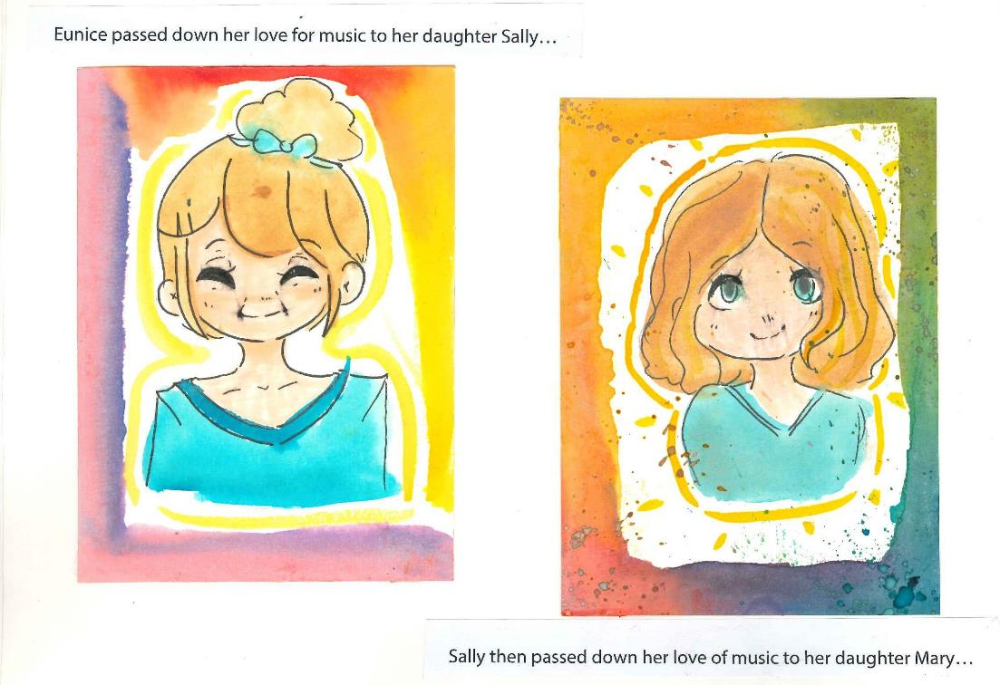 Eunice passed down her love for music to her daughter Sally…
Sally then passed down her love of music to her daughter Mary…